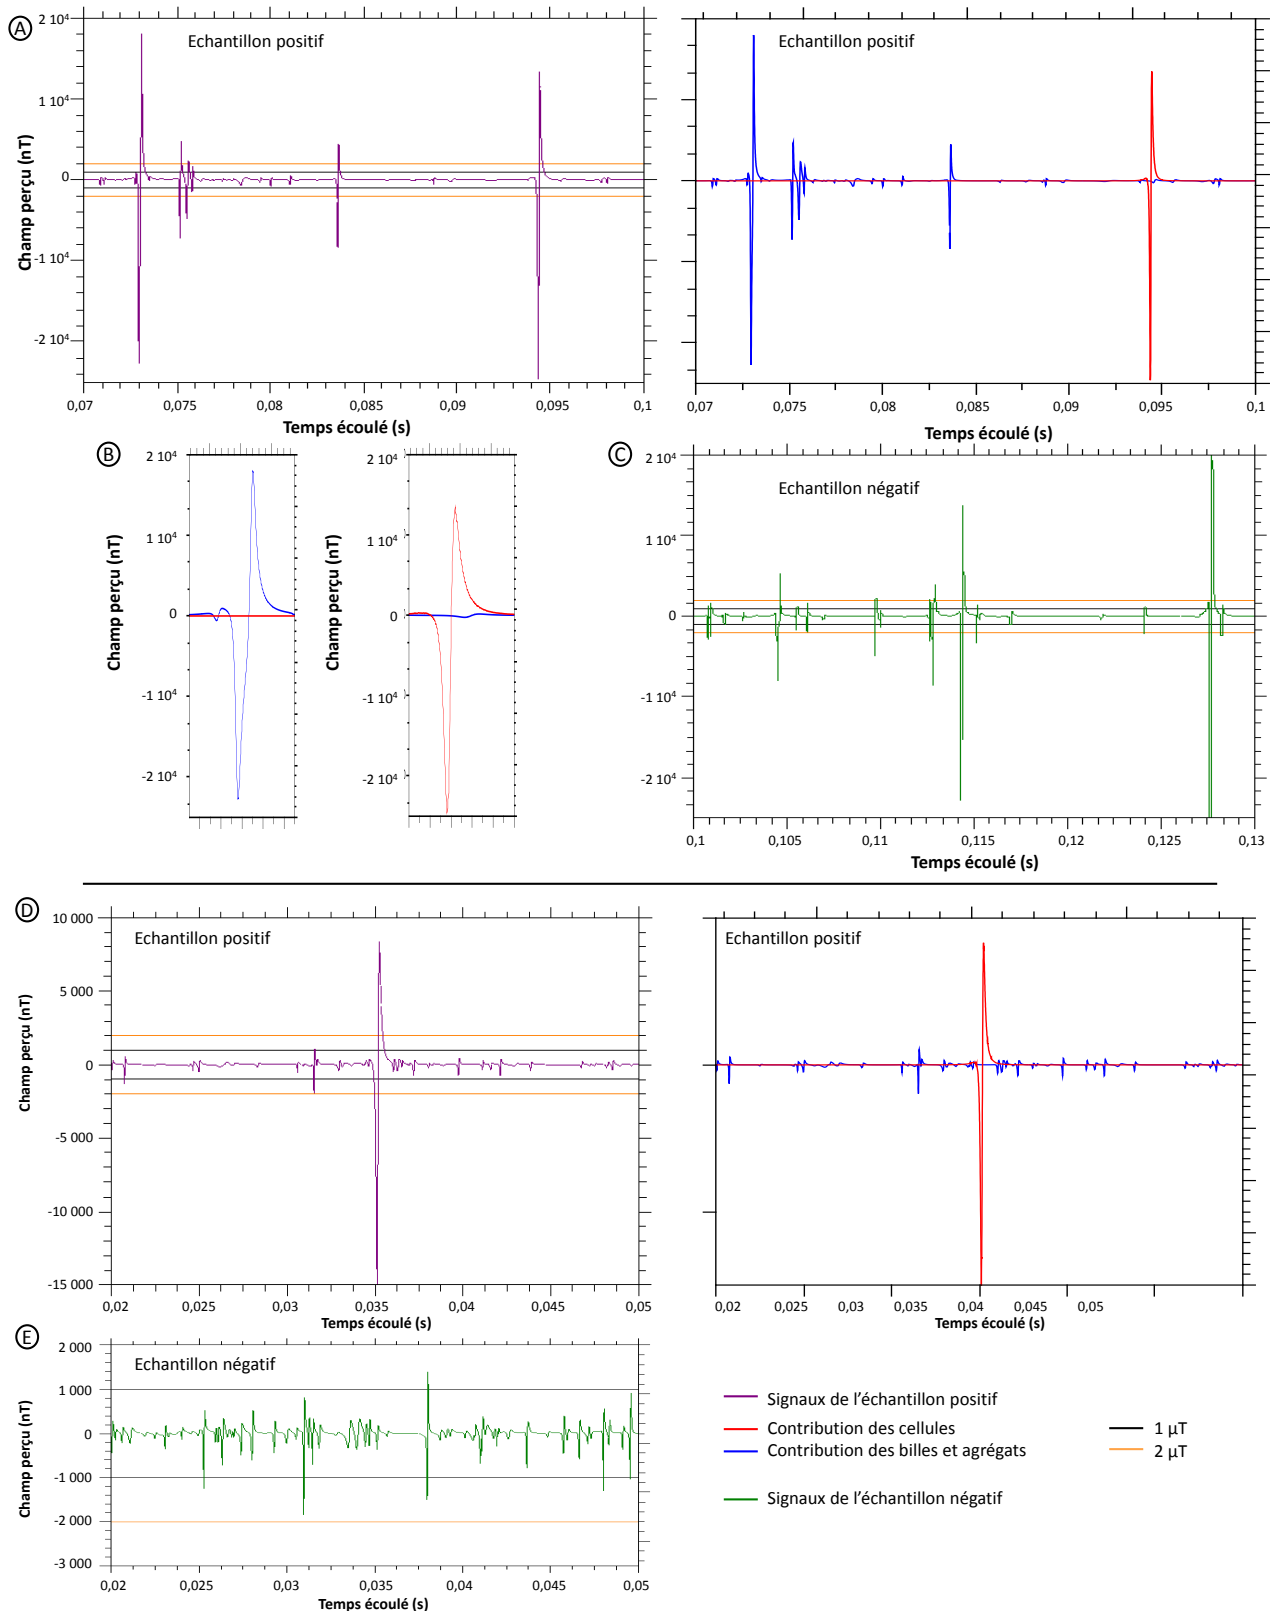 A
Echantillon positif
Champ perçu (nT)
2 10⁴
1 10⁴
0
-1 10⁴
-2 10⁴
0,07 0,075 0,08 0,085 0,09 0,095 0,1
Temps écoulé (s)
Echantillon positif
0,07 0,075 0,08 0,085 0,09 0,095 0,1
Temps écoulé (s)
B
Champ perçu (nT)
2 10⁴
1 10⁴
0
-1 10⁴
-2 10⁴
Champ perçu (nT)
2 10⁴
1 10⁴
0
-1 10⁴
-2 10⁴
C
Echantillon négatif
Champ perçu (nT)
2 10⁴
1 10⁴
0
-1 10⁴
-2 10⁴
0,1 0,105 0,11 0,115 0,12 0,125 0,13
Temps écoulé (s)
D
Echantillon positif
Champ perçu (nT)
10 000
5 000
0
-5 000
-10 000
-15 000
0,02 0,025 0,03 0,035 0,04 0,045 0,05
Temps écoulé (s)
Echantillon positif
0,02 0,025 0,03 0,035 0,04 0,045 0,05
Temps écoulé (s)
E
Echantillon négatif
Champ perçu (nT)
2 000
1 000
0
-1 000
-2 000
-3 000
0,02 0,025 0,03 0,035 0,04 0,045 0,05
Temps écoulé (s)
Signaux de l'échantillon positif
Contribution des cellules
Contribution des billes et agrégats
Signaux de l'échantillon négatif
1 µT
2 µT